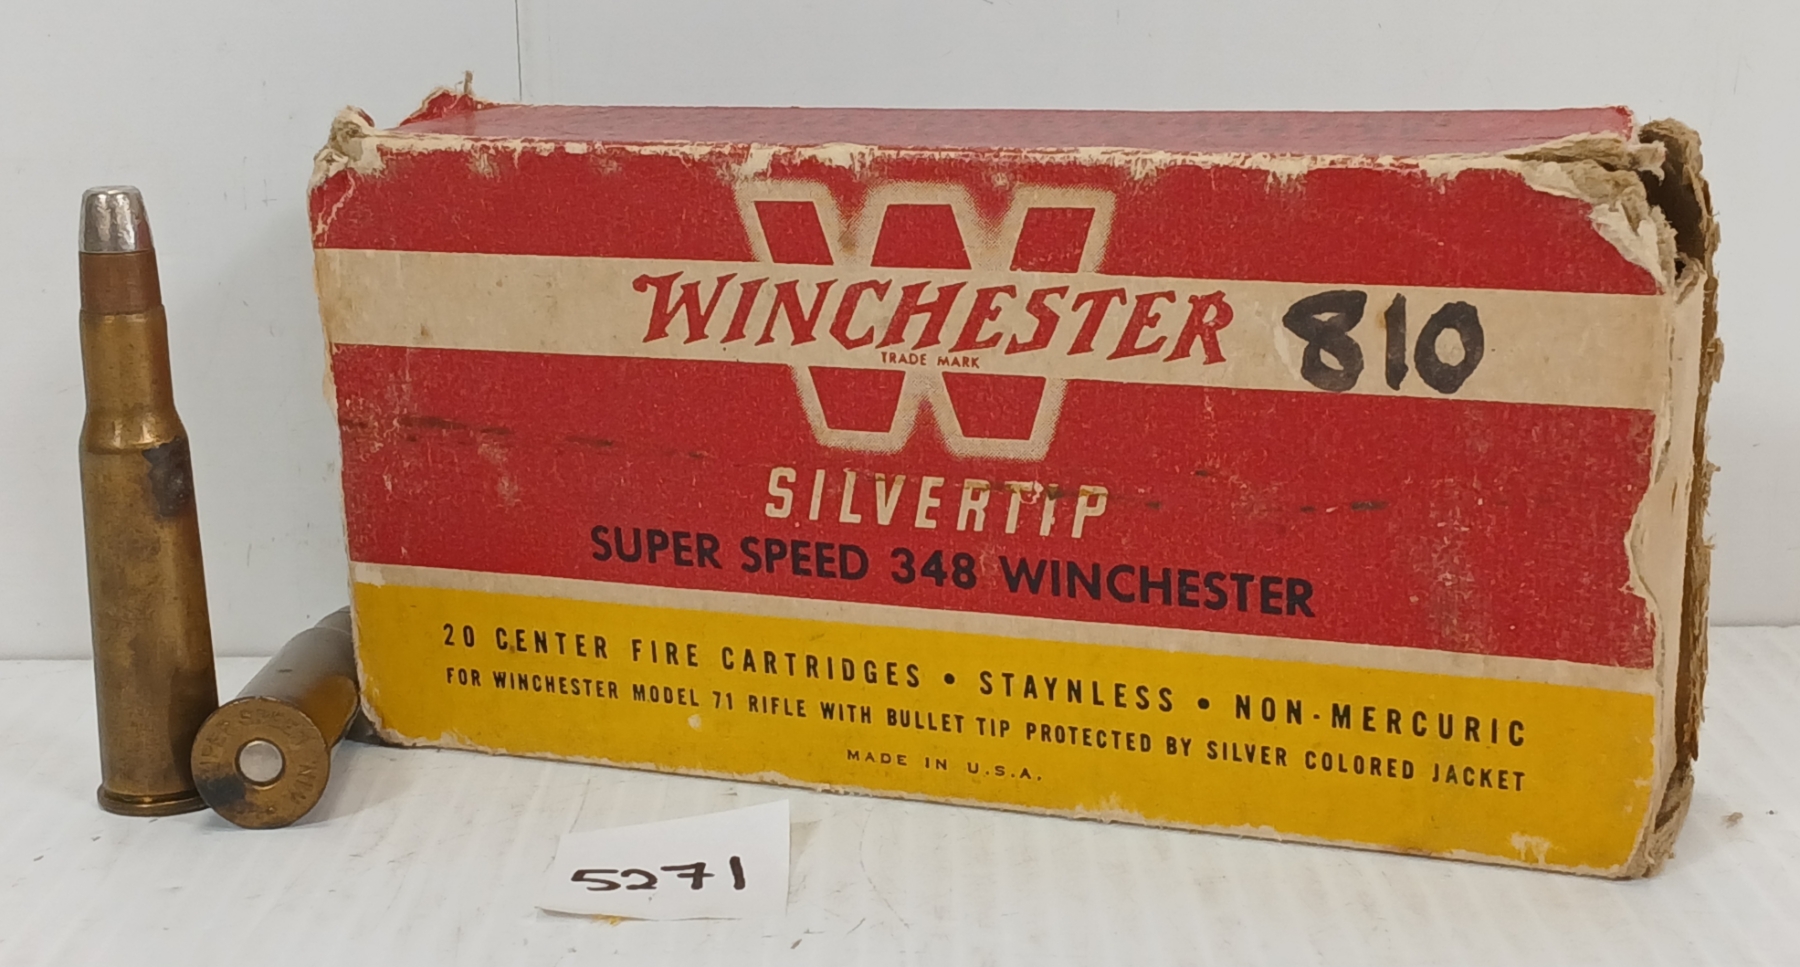 W
WINCHESTER 810
TRADE MARK
SILVERTIP
SUPER SPEED 348 WINCHESTER
20 CENTER FIRE CARTRIDGES • STAYNLESS • NON-MERCURIC
FOR WINCHESTER MODEL 71 RIFLE WITH BULLET TIP PROTECTED BY SILVER COLORED JACKET
MADE IN U.S.A.
5271